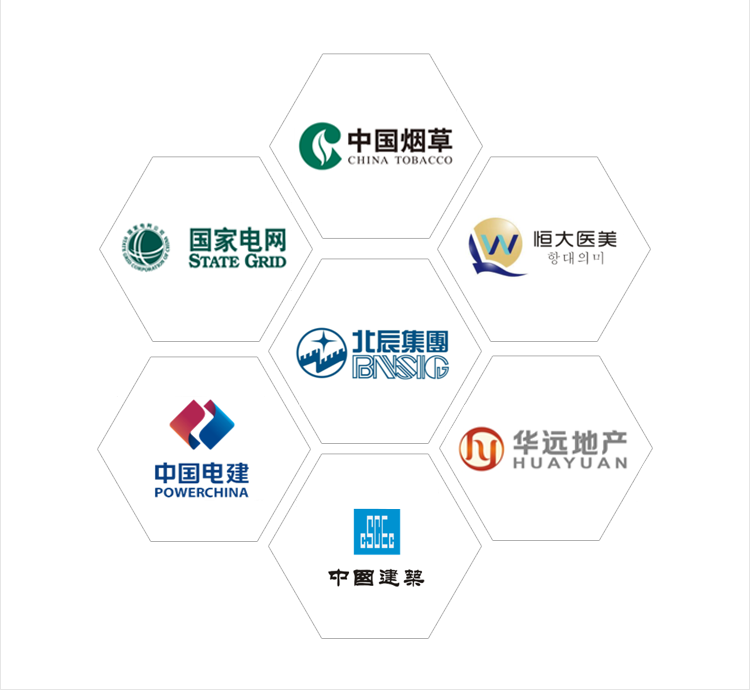 中国烟草
CHINA TOBACCO
国家电网
STATE GRID
恒大医美
항대의미
北辰集團
BNSIG
中国电建
POWERCHINA
华远地产
HUAYUAN
CSCEC
中國建築